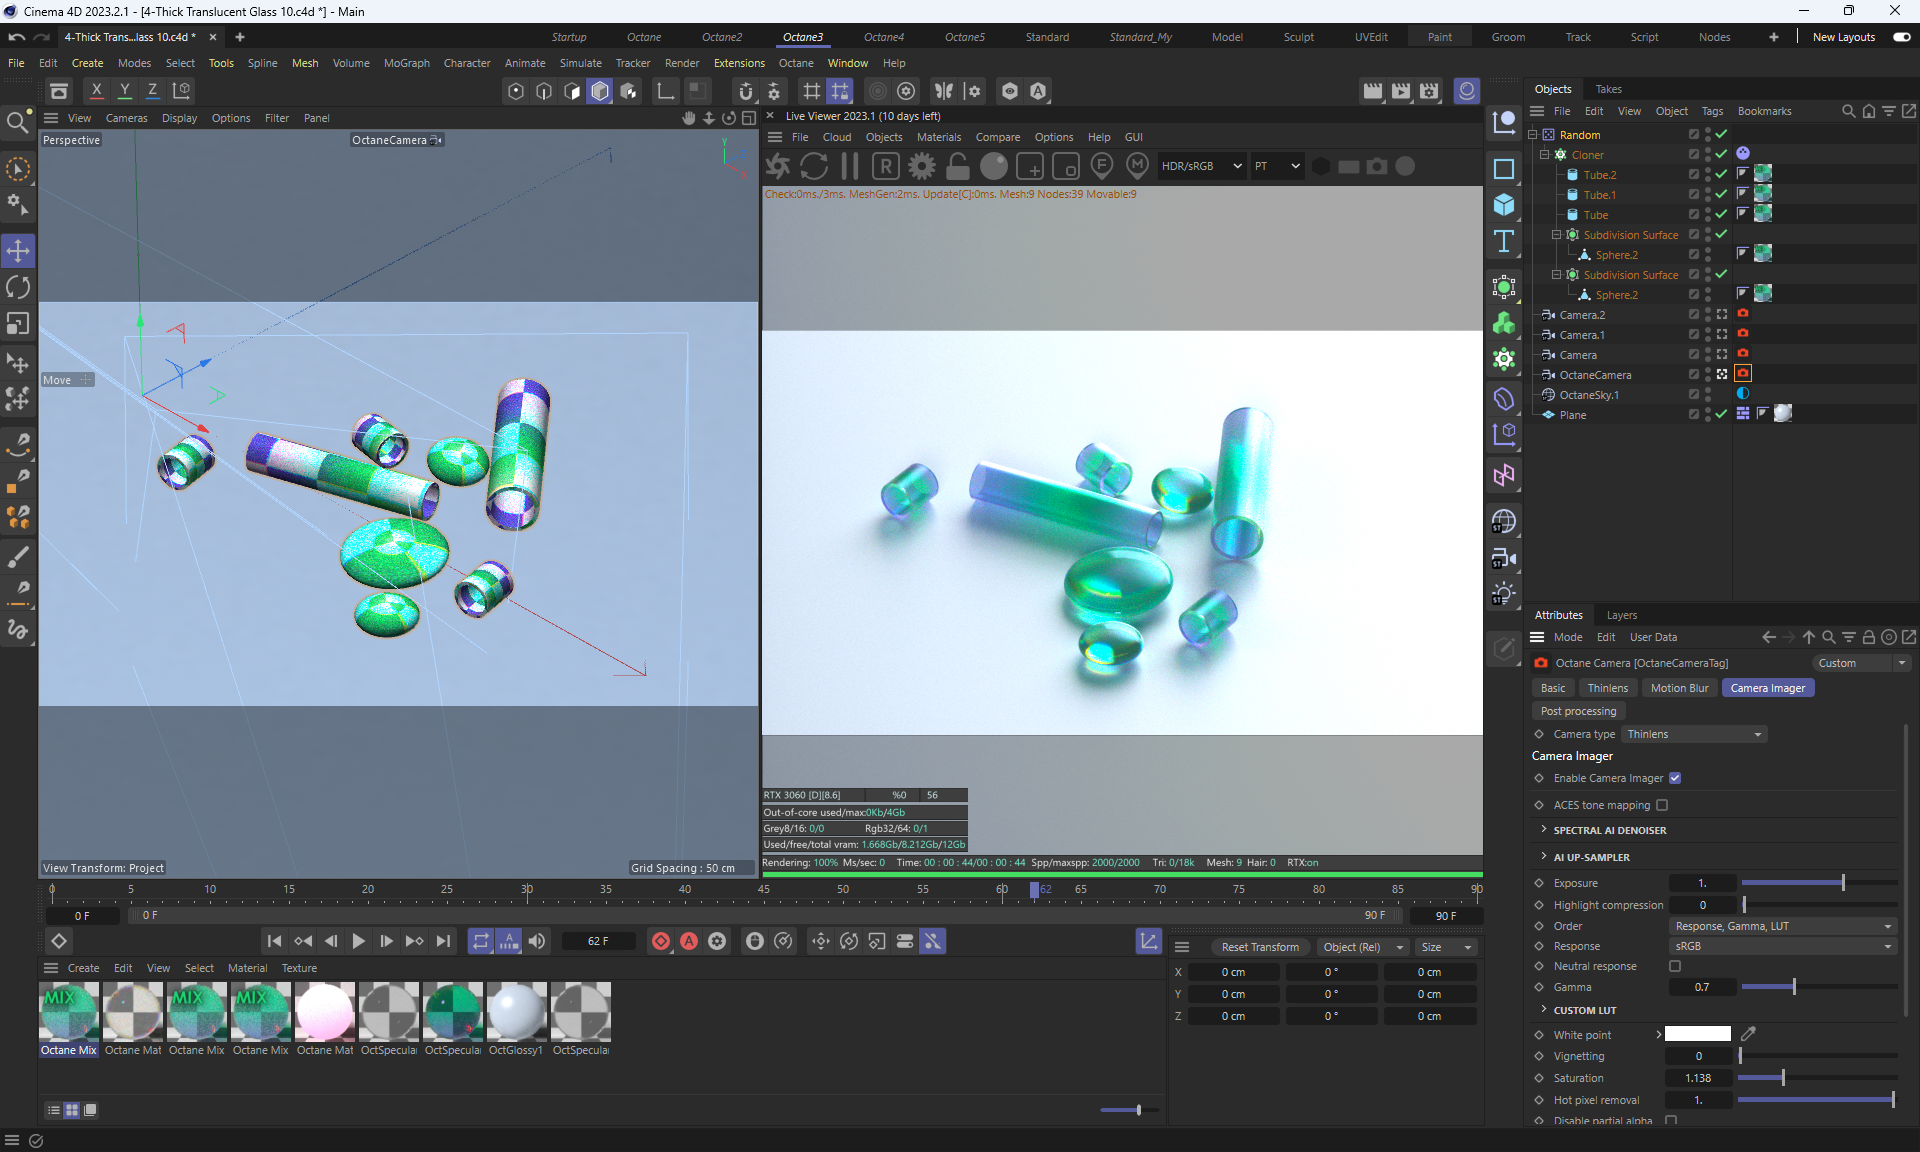 Cinema 4D 2023.2.1 - [4-Thick Translucent Glass 10.c4d *] - Main
4-Thick Trans...lass 10.c4d *
Startup Octane Octane2 Octane3 Octane4 Octane5 Standard Standard_My Model Sculpt UVEdit Paint Groom Track Script Nodes New Layouts
File Edit Create Modes Select Tools Spline Mesh Volume MoGraph Character Animate Simulate Tracker Render Extensions Octane Window Help
X Y Z
View Cameras Display Options Filter Panel
Perspective
OctaneCamera
Move
View Transform: Project
Grid Spacing : 50 cm
Live Viewer 2023.1 (10 days left)
File Cloud Objects Materials Compare Options Help GUI
HDR/sRGB PT
Check:0ms./3ms. MeshGen:2ms. Update[C]:0ms. Mesh:9 Nodes:39 Movable:9
RTX 3060 [D][8.6] %0 56
Out-of-core used/max:0Kb/4Gb
Grey8/16: 0/0 Rgb32/64: 0/1
Used/free/total vram: 1.668Gb/8.212Gb/12Gb
Rendering: 100% Ms/sec: 0 Time: 00 : 00 : 44/00 : 00 : 44 Spp/maxspp: 2000/2000 Tri: 0/18k Mesh: 9 Hair: 0 RTX:on
0 5 10 15 20 25 30 35 40 45 50 55 60 62 65 70 75 80 85 90
0 F 0 F 90 F 90 F
62 F
Create Edit View Select Material Texture
MIX MIX MIX
Octane Mix Octane Mat Octane Mix Octane Mix Octane Mat OctSpecular OctSpecular OctGlossy1 OctSpecular
Reset Transform Object (Rel) Size
X 0 cm 0 ° 0 cm
Y 0 cm 0 ° 0 cm
Z 0 cm 0 ° 0 cm
Objects Takes
File Edit View Object Tags Bookmarks
Random
Cloner
Tube.2
Tube.1
Tube
Subdivision Surface
Sphere.2
Subdivision Surface
Sphere.2
Camera.2
Camera.1
Camera
OctaneCamera
OctaneSky.1
Plane
Attributes Layers
Mode Edit User Data
Octane Camera [OctaneCameraTag] Custom
Basic Thinlens Motion Blur Camera Imager
Post processing
Camera type Thinlens
Camera Imager
Enable Camera Imager
ACES tone mapping
SPECTRAL AI DENOISER
AI UP-SAMPLER
Exposure 1.
Highlight compression 0
Order Response, Gamma, LUT
Response sRGB
Neutral response
Gamma 0.7
CUSTOM LUT
White point
Vignetting 0
Saturation 1.138
Hot pixel removal 1.
Disable partial alpha